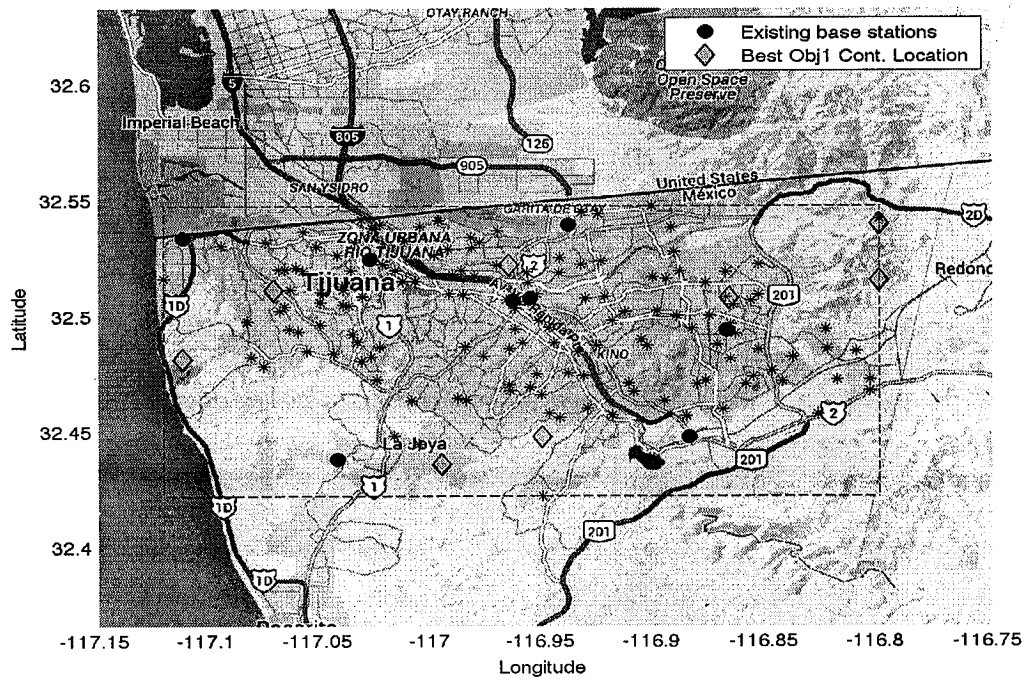 OTAY RANCH
Existing base stations
Best Obj1 Cont. Location
Open Space
Preserve
32.6
5
Imperial Beach
805
125
905
SAN YSIDRO
United States
México
32.55
GARITA DE OTAY
2D
ZONA URBANA
RIO TIJUANA
2
Redond
Tijuana
201
1D
32.5
1
KINO
2
32.45
La Joya
201
1
1D
201
32.4
1D
-117.15
-117.1
-117.05
-117
-116.95
-116.9
-116.85
-116.8
-116.75
Latitude
Longitude